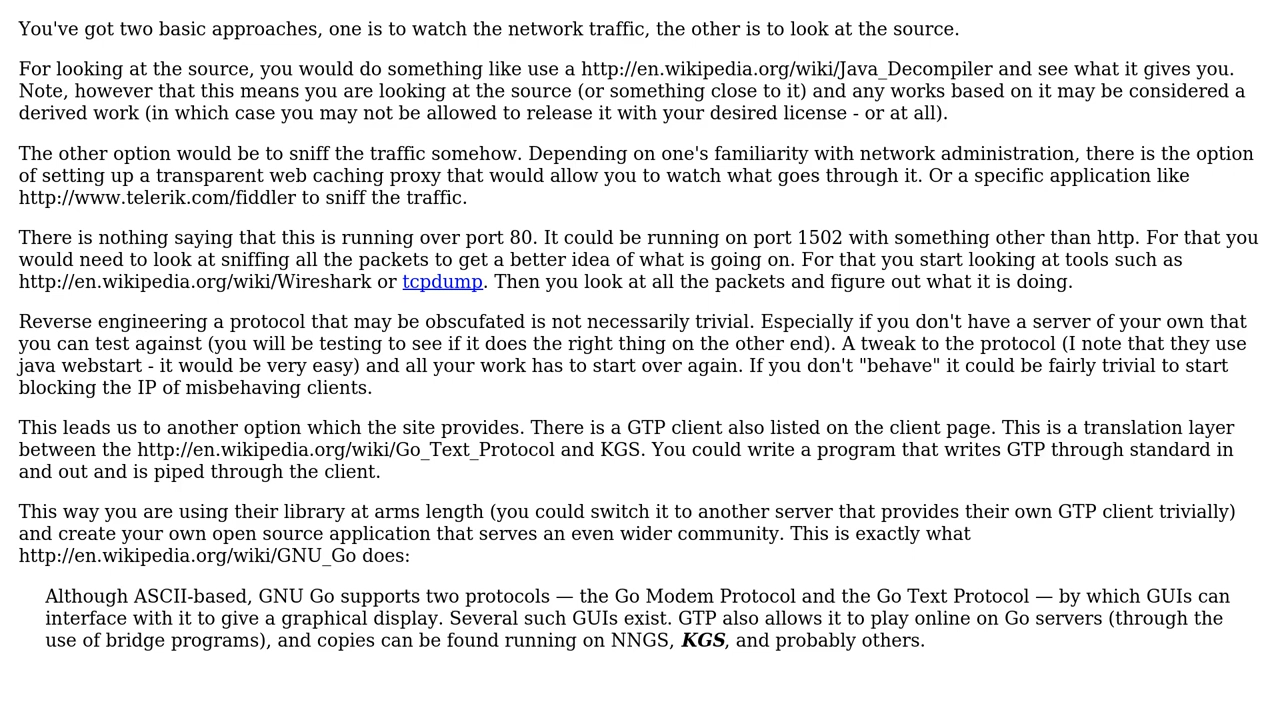 You've got two basic approaches, one is to watch the network traffic, the other is to look at the source.
For looking at the source, you would do something like use a http://en.wikipedia.org/wiki/Java_Decompiler and see what it gives you.
Note, however that this means you are looking at the source (or something close to it) and any works based on it may be considered a
derived work (in which case you may not be allowed to release it with your desired license - or at all).
The other option would be to sniff the traffic somehow. Depending on one's familiarity with network administration, there is the option
of setting up a transparent web caching proxy that would allow you to watch what goes through it. Or a specific application like
http://www.telerik.com/fiddler to sniff the traffic.
There is nothing saying that this is running over port 80. It could be running on port 1502 with something other than http. For that you
would need to look at sniffing all the packets to get a better idea of what is going on. For that you start looking at tools such as
http://en.wikipedia.org/wiki/Wireshark or tcpdump. Then you look at all the packets and figure out what it is doing.
Reverse engineering a protocol that may be obscufated is not necessarily trivial. Especially if you don't have a server of your own that
you can test against (you will be testing to see if it does the right thing on the other end). A tweak to the protocol (I note that they use
java webstart - it would be very easy) and all your work has to start over again. If you don't "behave" it could be fairly trivial to start
blocking the IP of misbehaving clients.
This leads us to another option which the site provides. There is a GTP client also listed on the client page. This is a translation layer
between the http://en.wikipedia.org/wiki/Go_Text_Protocol and KGS. You could write a program that writes GTP through standard in
and out and is piped through the client.
This way you are using their library at arms length (you could switch it to another server that provides their own GTP client trivially)
and create your own open source application that serves an even wider community. This is exactly what
http://en.wikipedia.org/wiki/GNU_Go does:
Although ASCII-based, GNU Go supports two protocols — the Go Modem Protocol and the Go Text Protocol — by which GUIs can
interface with it to give a graphical display. Several such GUIs exist. GTP also allows it to play online on Go servers (through the
use of bridge programs), and copies can be found running on NNGS, KGS, and probably others.